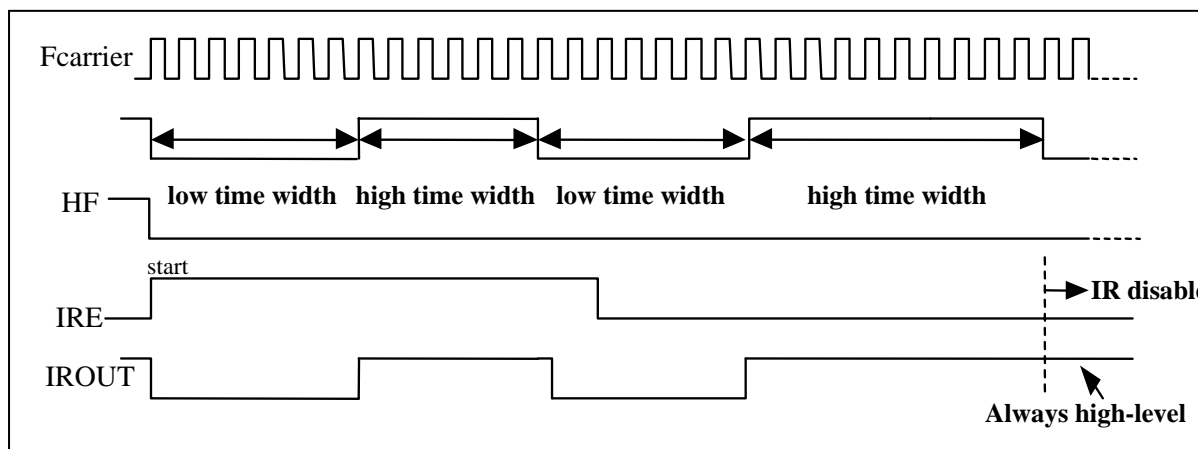 Fcarrier
low time width high time width low time width high time width
HF
start
IRE
IR disable
IROUT
Always high-level